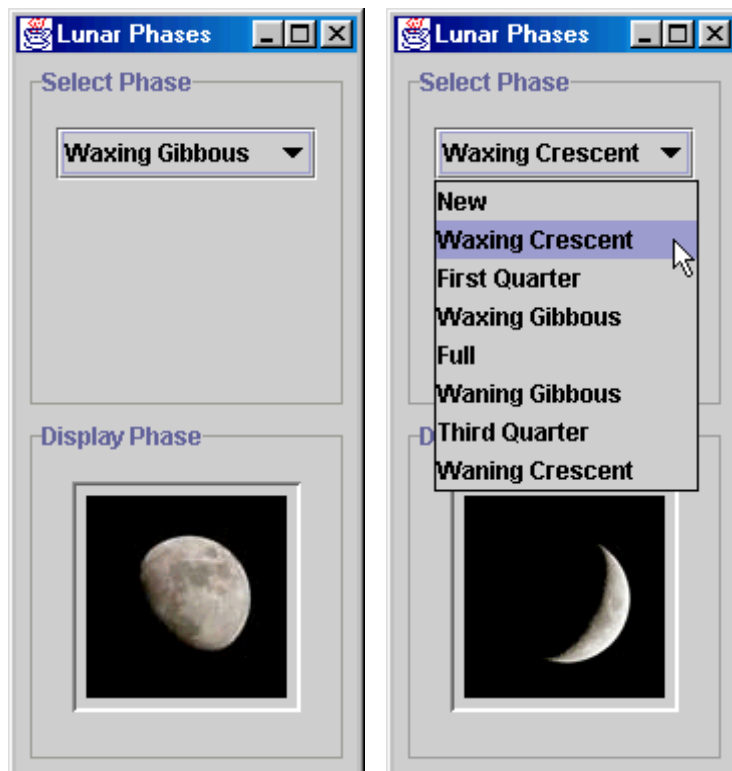 Lunar Phases
Select Phase
Waxing Gibbous
Display Phase
Lunar Phases
Select Phase
Waxing Crescent
New
Waxing Crescent
First Quarter
Waxing Gibbous
Full
Waning Gibbous
D
Third Quarter
Waning Crescent